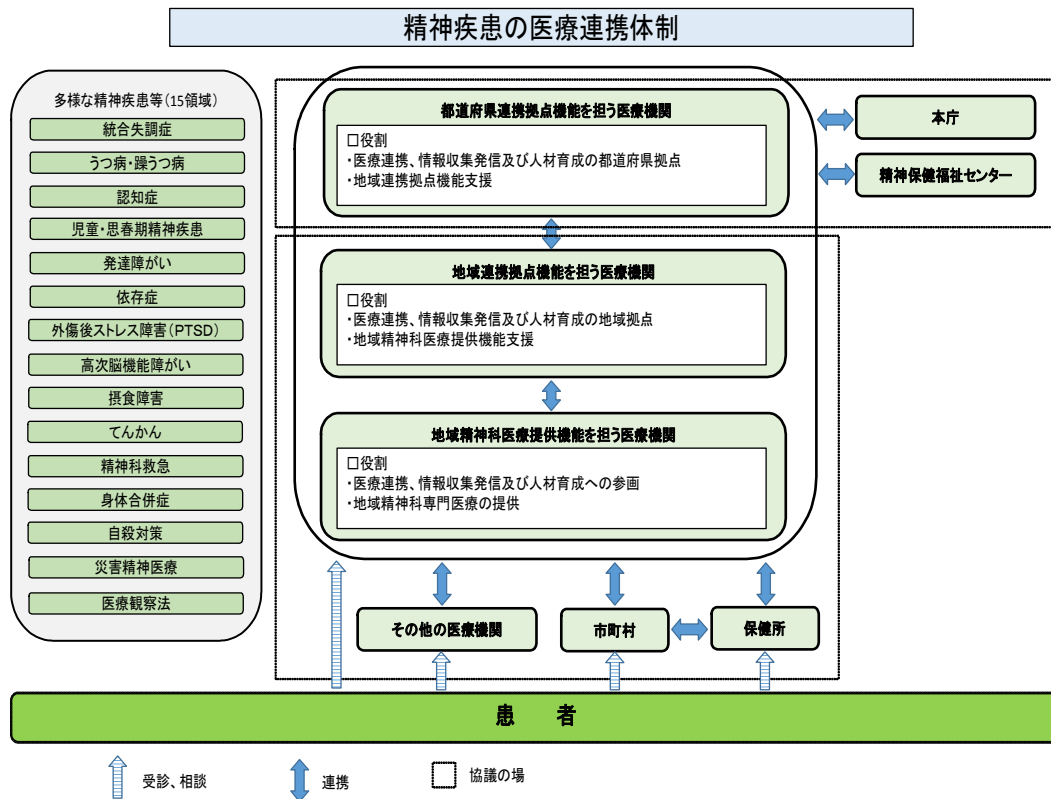 精神疾患の医療連携体制
多様な精神疾患等(15領域)
統合失調症
うつ病・躁うつ病
認知症
児童・思春期精神疾患
発達障がい
依存症
外傷後ストレス障害(PTSD)
高次脳機能障がい
摂食障害
てんかん
精神科救急
身体合併症
自殺対策
災害精神医療
医療観察法
都道府県連携拠点機能を担う医療機関
□役割
・医療連携、情報収集発信及び人材育成の都道府県拠点
・地域連携拠点機能支援
本庁
精神保健福祉センター
地域連携拠点機能を担う医療機関
□役割
・医療連携、情報収集発信及び人材育成の地域拠点
・地域精神科医療提供機能支援
地域精神科医療提供機能を担う医療機関
□役割
・医療連携、情報収集発信及び人材育成への参画
・地域精神科専門医療の提供
その他の医療機関
市町村
保健所
患 者
受診、相談
連携
協議の場